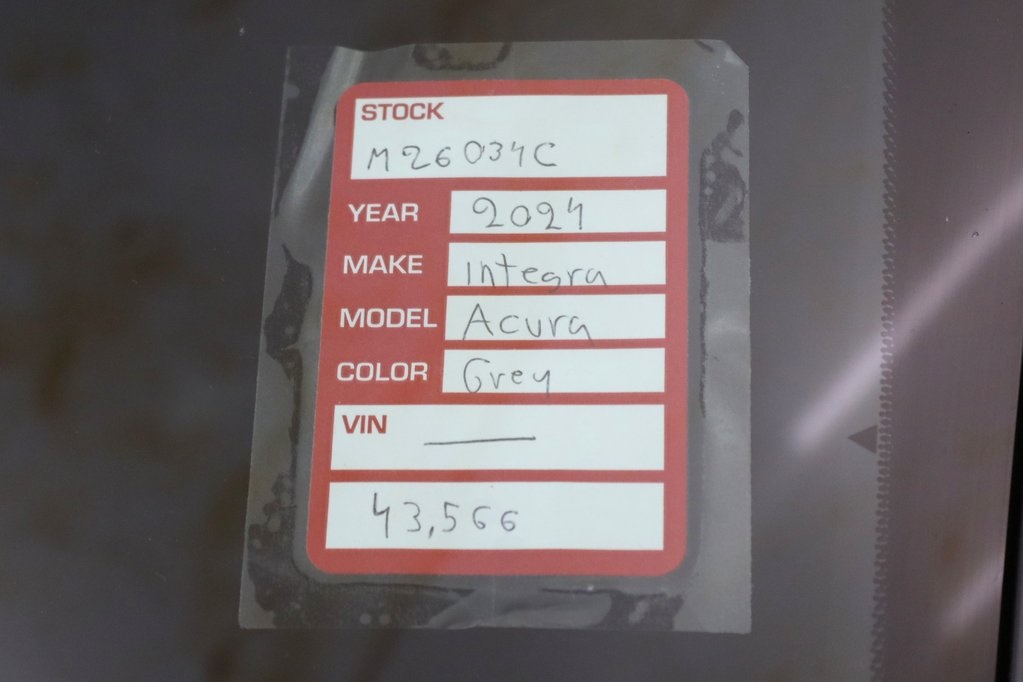 STOCK
M26034C
YEAR 2024
MAKE Integra
MODEL Acura
COLOR Grey
VIN —
43,566